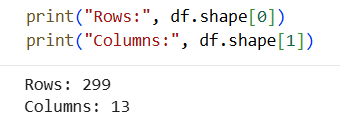 print("Rows:", df.shape[0])
print("Columns:", df.shape[1])
Rows: 299
Columns: 13